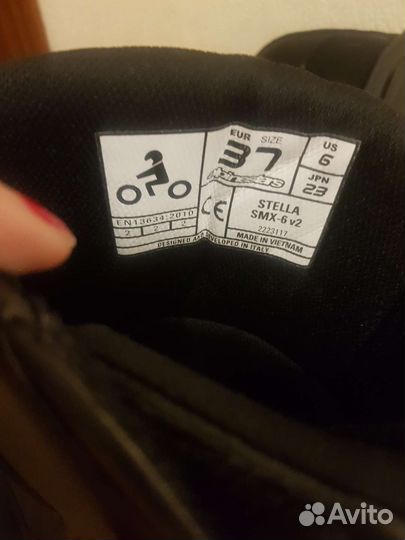 EN13634:2010
2 2 2
EUR SIZE
37
alpinestars
CE
US
6
JPN
23
STELLA
SMX-6 v2
2223117
MADE IN VIETNAM
DESIGNED AND DEVELOPED IN ITALY
Avito